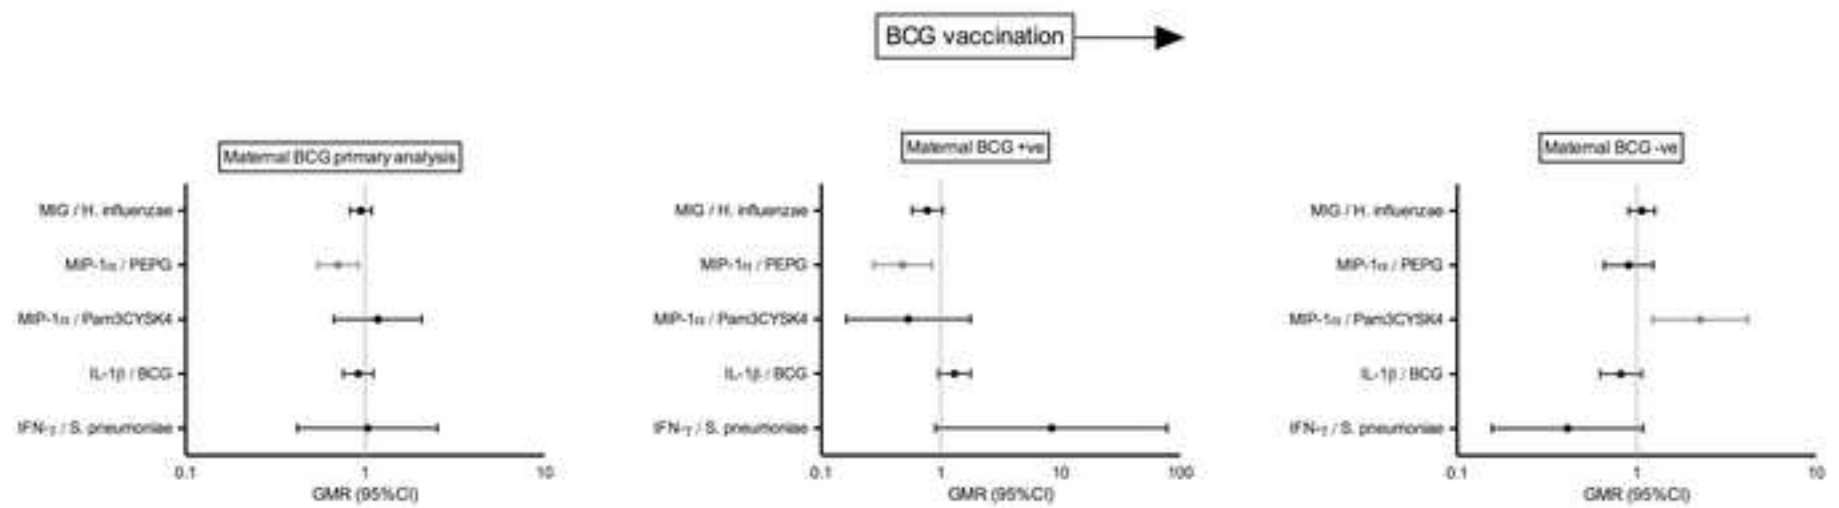 BCG vaccination
Maternal BCG primary analysis
MIG / H. influenzae
MIP-1α / PEPG
MIP-1α / Pam3CYSK4
IL-1β / BCG
IFN-γ / S. pneumoniae
0.1 1 10
GMR (95%CI)
Maternal BCG +ve
MIG / H. influenzae
MIP-1α / PEPG
MIP-1α / Pam3CYSK4
IL-1β / BCG
IFN-γ / S. pneumoniae
0.1 1 10 100
GMR (95%CI)
Maternal BCG -ve
MIG / H. influenzae
MIP-1α / PEPG
MIP-1α / Pam3CYSK4
IL-1β / BCG
IFN-γ / S. pneumoniae
0.1 1 10
GMR (95%CI)